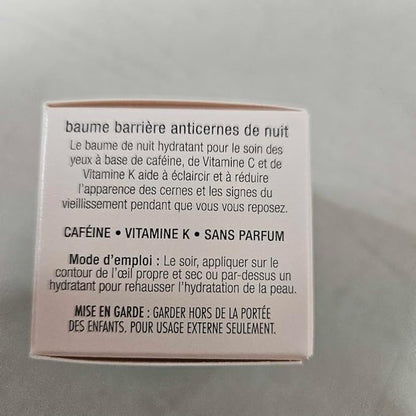 baume barrière anticernes de nuit
Le baume de nuit hydratant pour le soin des
yeux à base de caféine, de Vitamine C et de
Vitamine K aide à éclaircir et à réduire
l'apparence des cernes et les signes du
vieillissement pendant que vous vous reposez.
CAFÉINE • VITAMINE K • SANS PARFUM
Mode d'emploi : Le soir, appliquer sur le
contour de l'œil propre et sec ou par-dessus un
hydratant pour rehausser l'hydratation de la peau.
MISE EN GARDE : GARDER HORS DE LA PORTÉE
DES ENFANTS. POUR USAGE EXTERNE SEULEMENT.